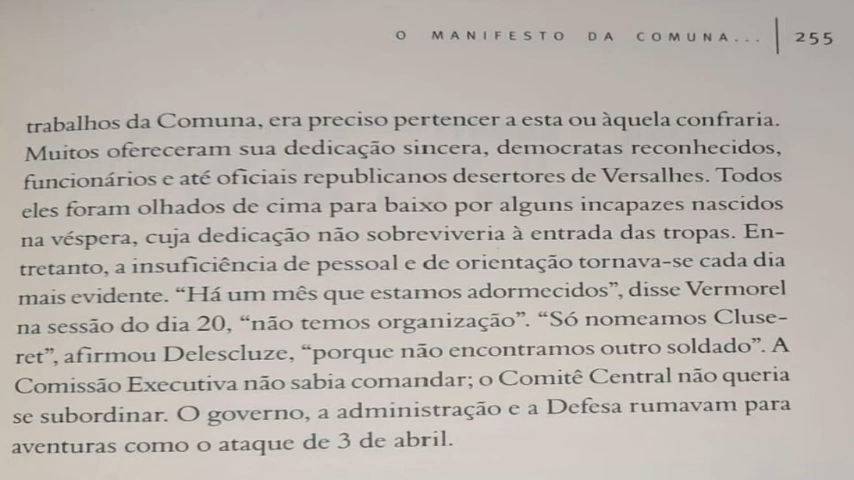 O MANIFESTO DA COMUNA... | 255
trabalhos da Comuna, era preciso pertencer a esta ou àquela confraria.
Muitos ofereceram sua dedicação sincera, democratas reconhecidos,
funcionários e até oficiais republicanos desertores de Versalhes. Todos
eles foram olhados de cima para baixo por alguns incapazes nascidos
na véspera, cuja dedicação não sobreviveria à entrada das tropas. En-
tretanto, a insuficiência de pessoal e de orientação tornava-se cada dia
mais evidente. “Há um mês que estamos adormecidos”, disse Vermorel
na sessão do dia 20, “não temos organização”. “Só nomeamos Cluse-
ret”, afirmou Delescluze, “porque não encontramos outro soldado”. A
Comissão Executiva não sabia comandar; o Comitê Central não queria
se subordinar. O governo, a administração e a Defesa rumavam para
aventuras como o ataque de 3 de abril.